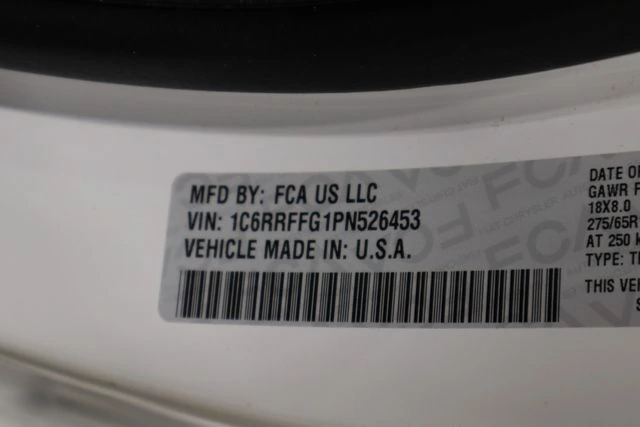 MFD BY: FCA US LLC
VIN: 1C6RRFFG1PN526453
VEHICLE MADE IN: U.S.A.
DATE OF
GAWR F
18X8.0
275/65R
AT 250 k
TYPE: T
THIS VE
S